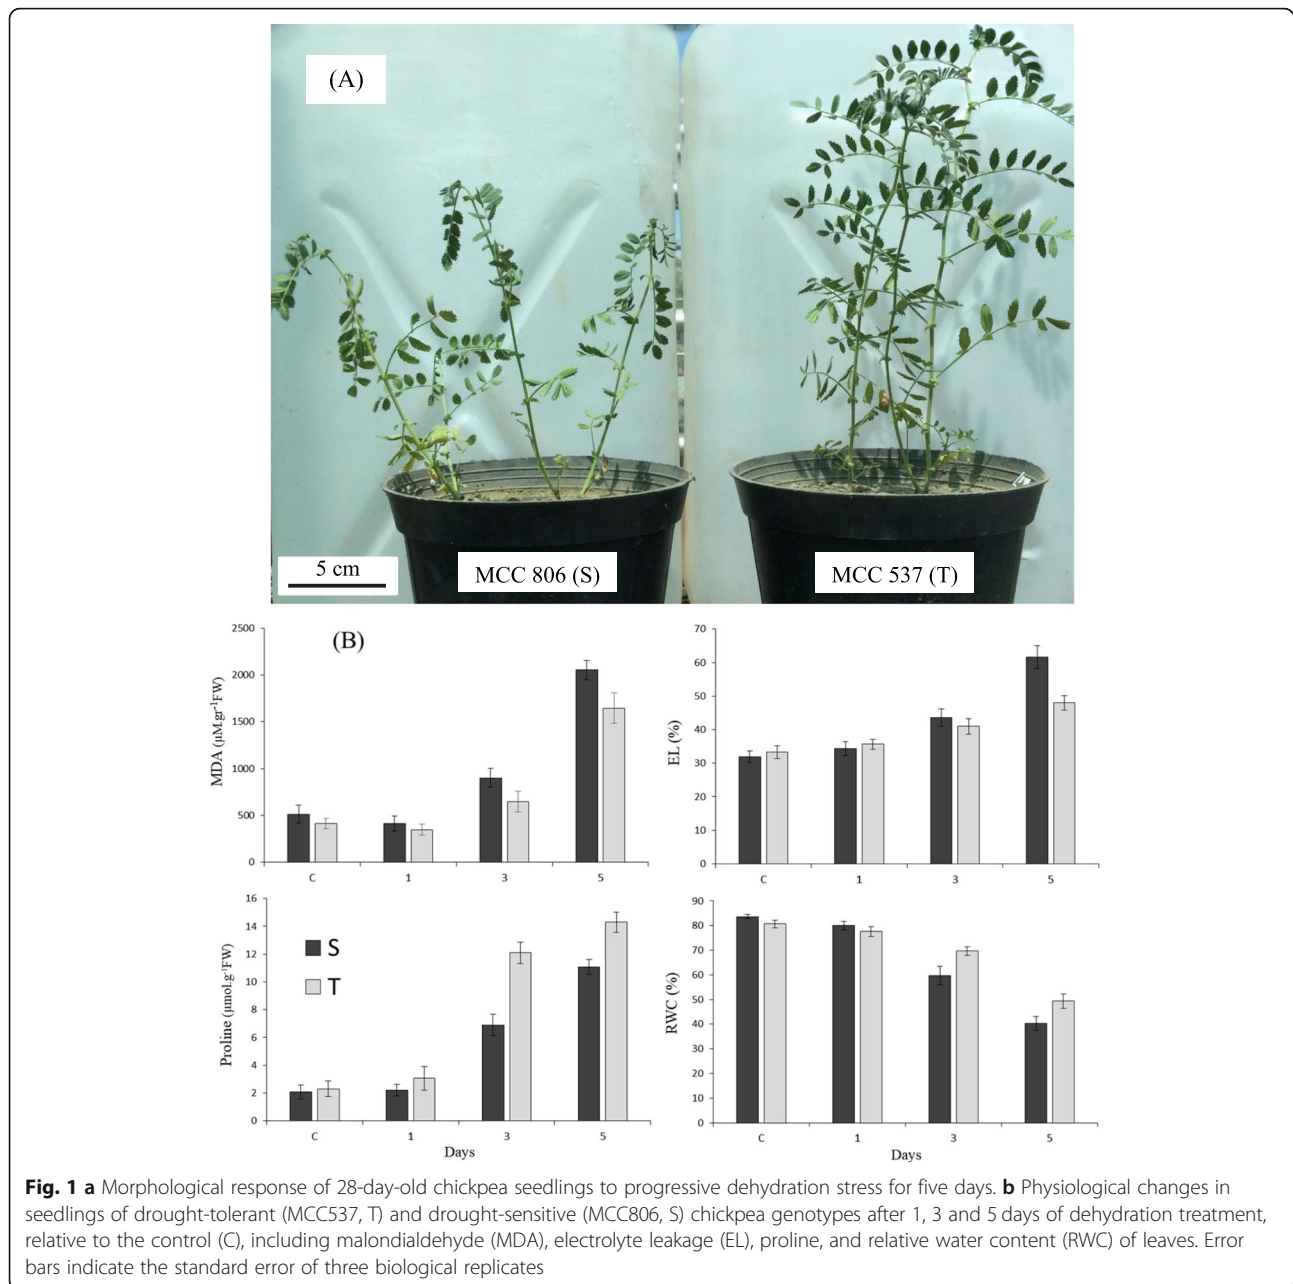 (A)
5 cm
MCC 806 (S)
MCC 537 (T)
(B)
2500
2000
1500
1000
500
0
MDA (µM.gr⁻¹FW)
C 1 3 5
70
60
50
40
30
20
10
0
EL (%)
C 1 3 5
16
14
12
10
8
6
4
2
0
Proline (µmol.g⁻¹FW)
S
T
C 1 3 5
Days
90
80
70
60
50
40
30
20
10
0
RWC (%)
C 1 3 5
Days
Fig. 1 a Morphological response of 28-day-old chickpea seedlings to progressive dehydration stress for five days. b Physiological changes in
seedlings of drought-tolerant (MCC537, T) and drought-sensitive (MCC806, S) chickpea genotypes after 1, 3 and 5 days of dehydration treatment,
relative to the control (C), including malondialdehyde (MDA), electrolyte leakage (EL), proline, and relative water content (RWC) of leaves. Error
bars indicate the standard error of three biological replicates